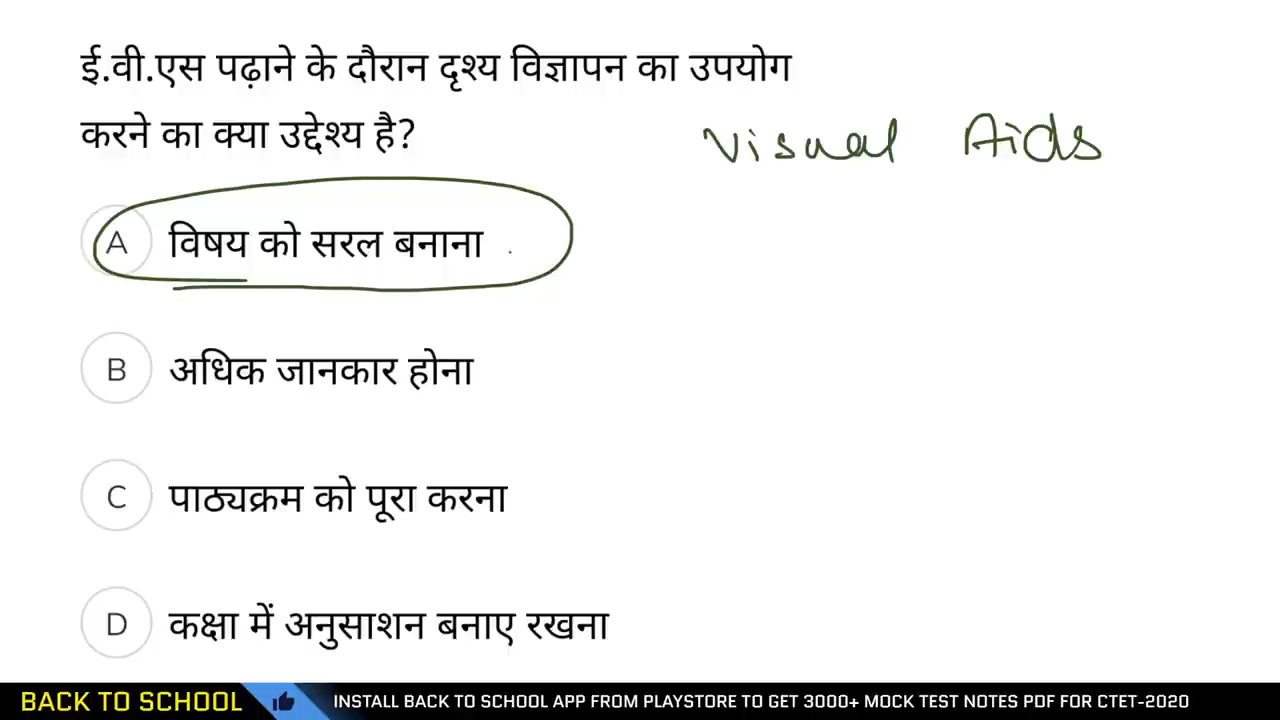 ई.वी.एस पढ़ाने के दौरान दृश्य विज्ञापन का उपयोग
करने का क्या उद्देश्य है?
Visual Aids
A विषय को सरल बनाना
B अधिक जानकार होना
C पाठ्यक्रम को पूरा करना
D कक्षा में अनुसाशन बनाए रखना
BACK TO SCHOOL INSTALL BACK TO SCHOOL APP FROM PLAYSTORE TO GET 3000+ MOCK TEST NOTES PDF FOR CTET-2020